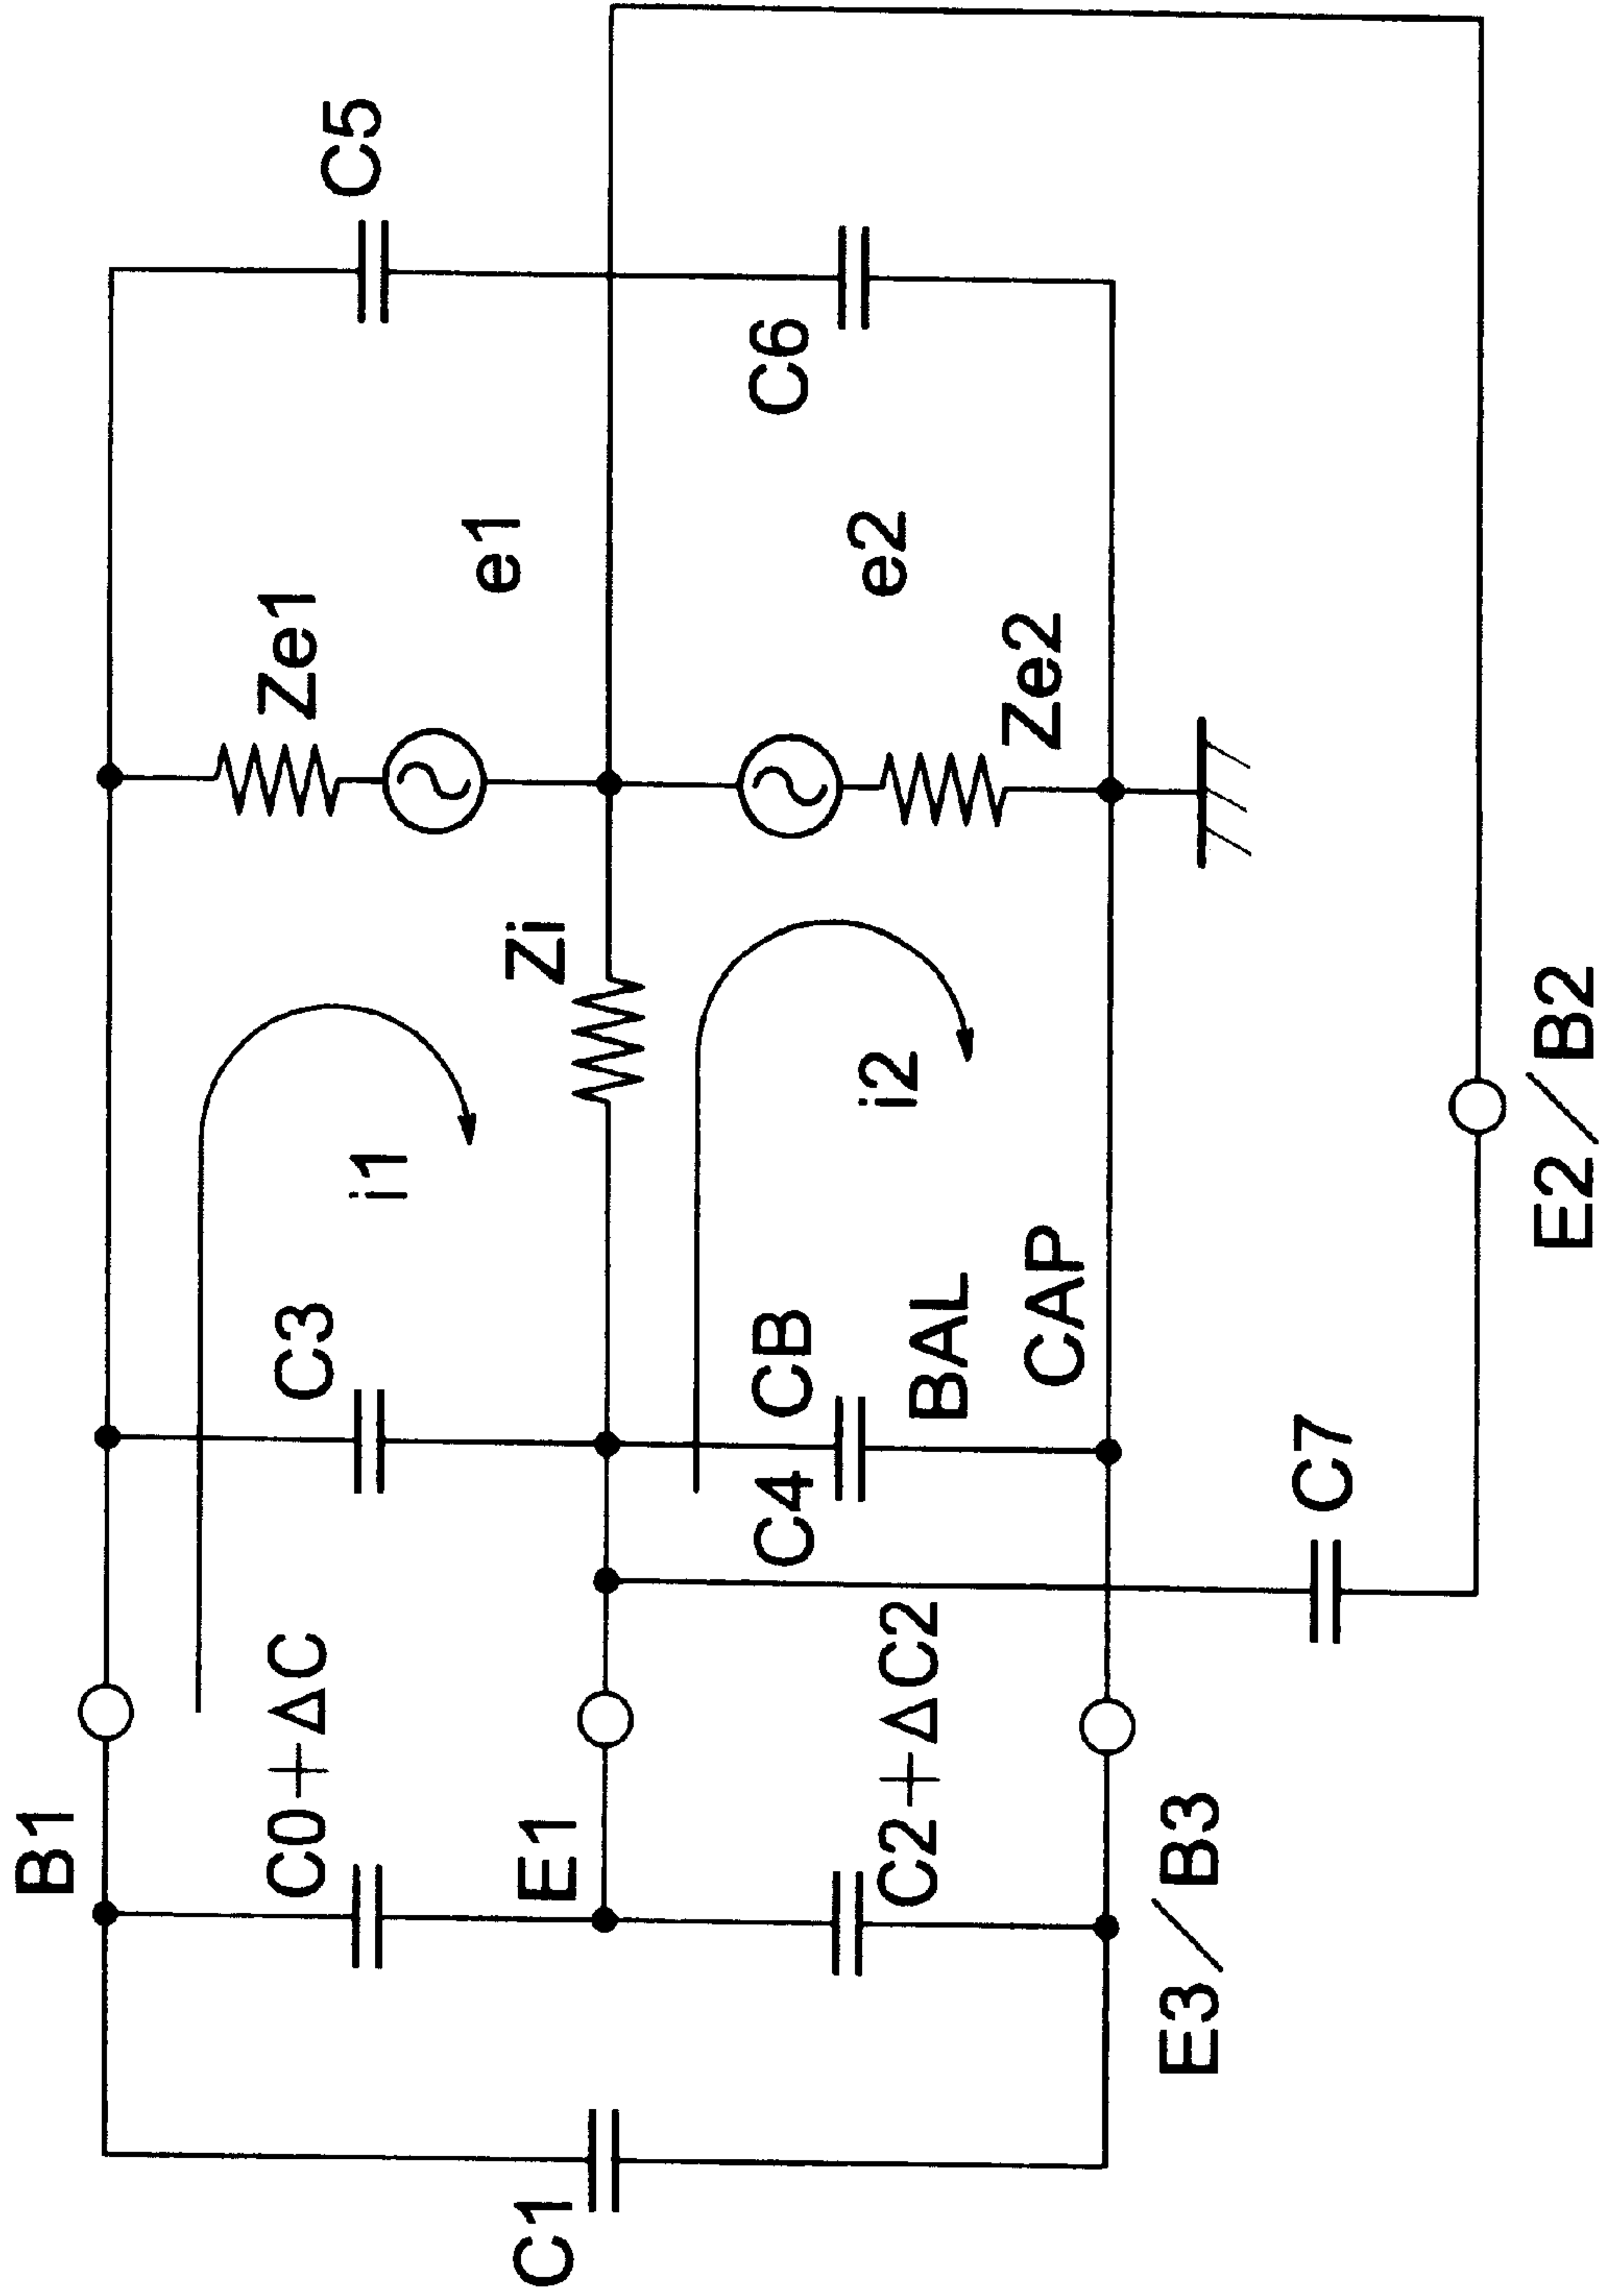 B1
C0+ΔC
C3
i1
Ze1
C5
e1
C1
E1
Zi
C2+ΔC2
C4 CB
BAL
CAP
i2
e2
C6
Ze2
E3/B3
C7
E2/B2